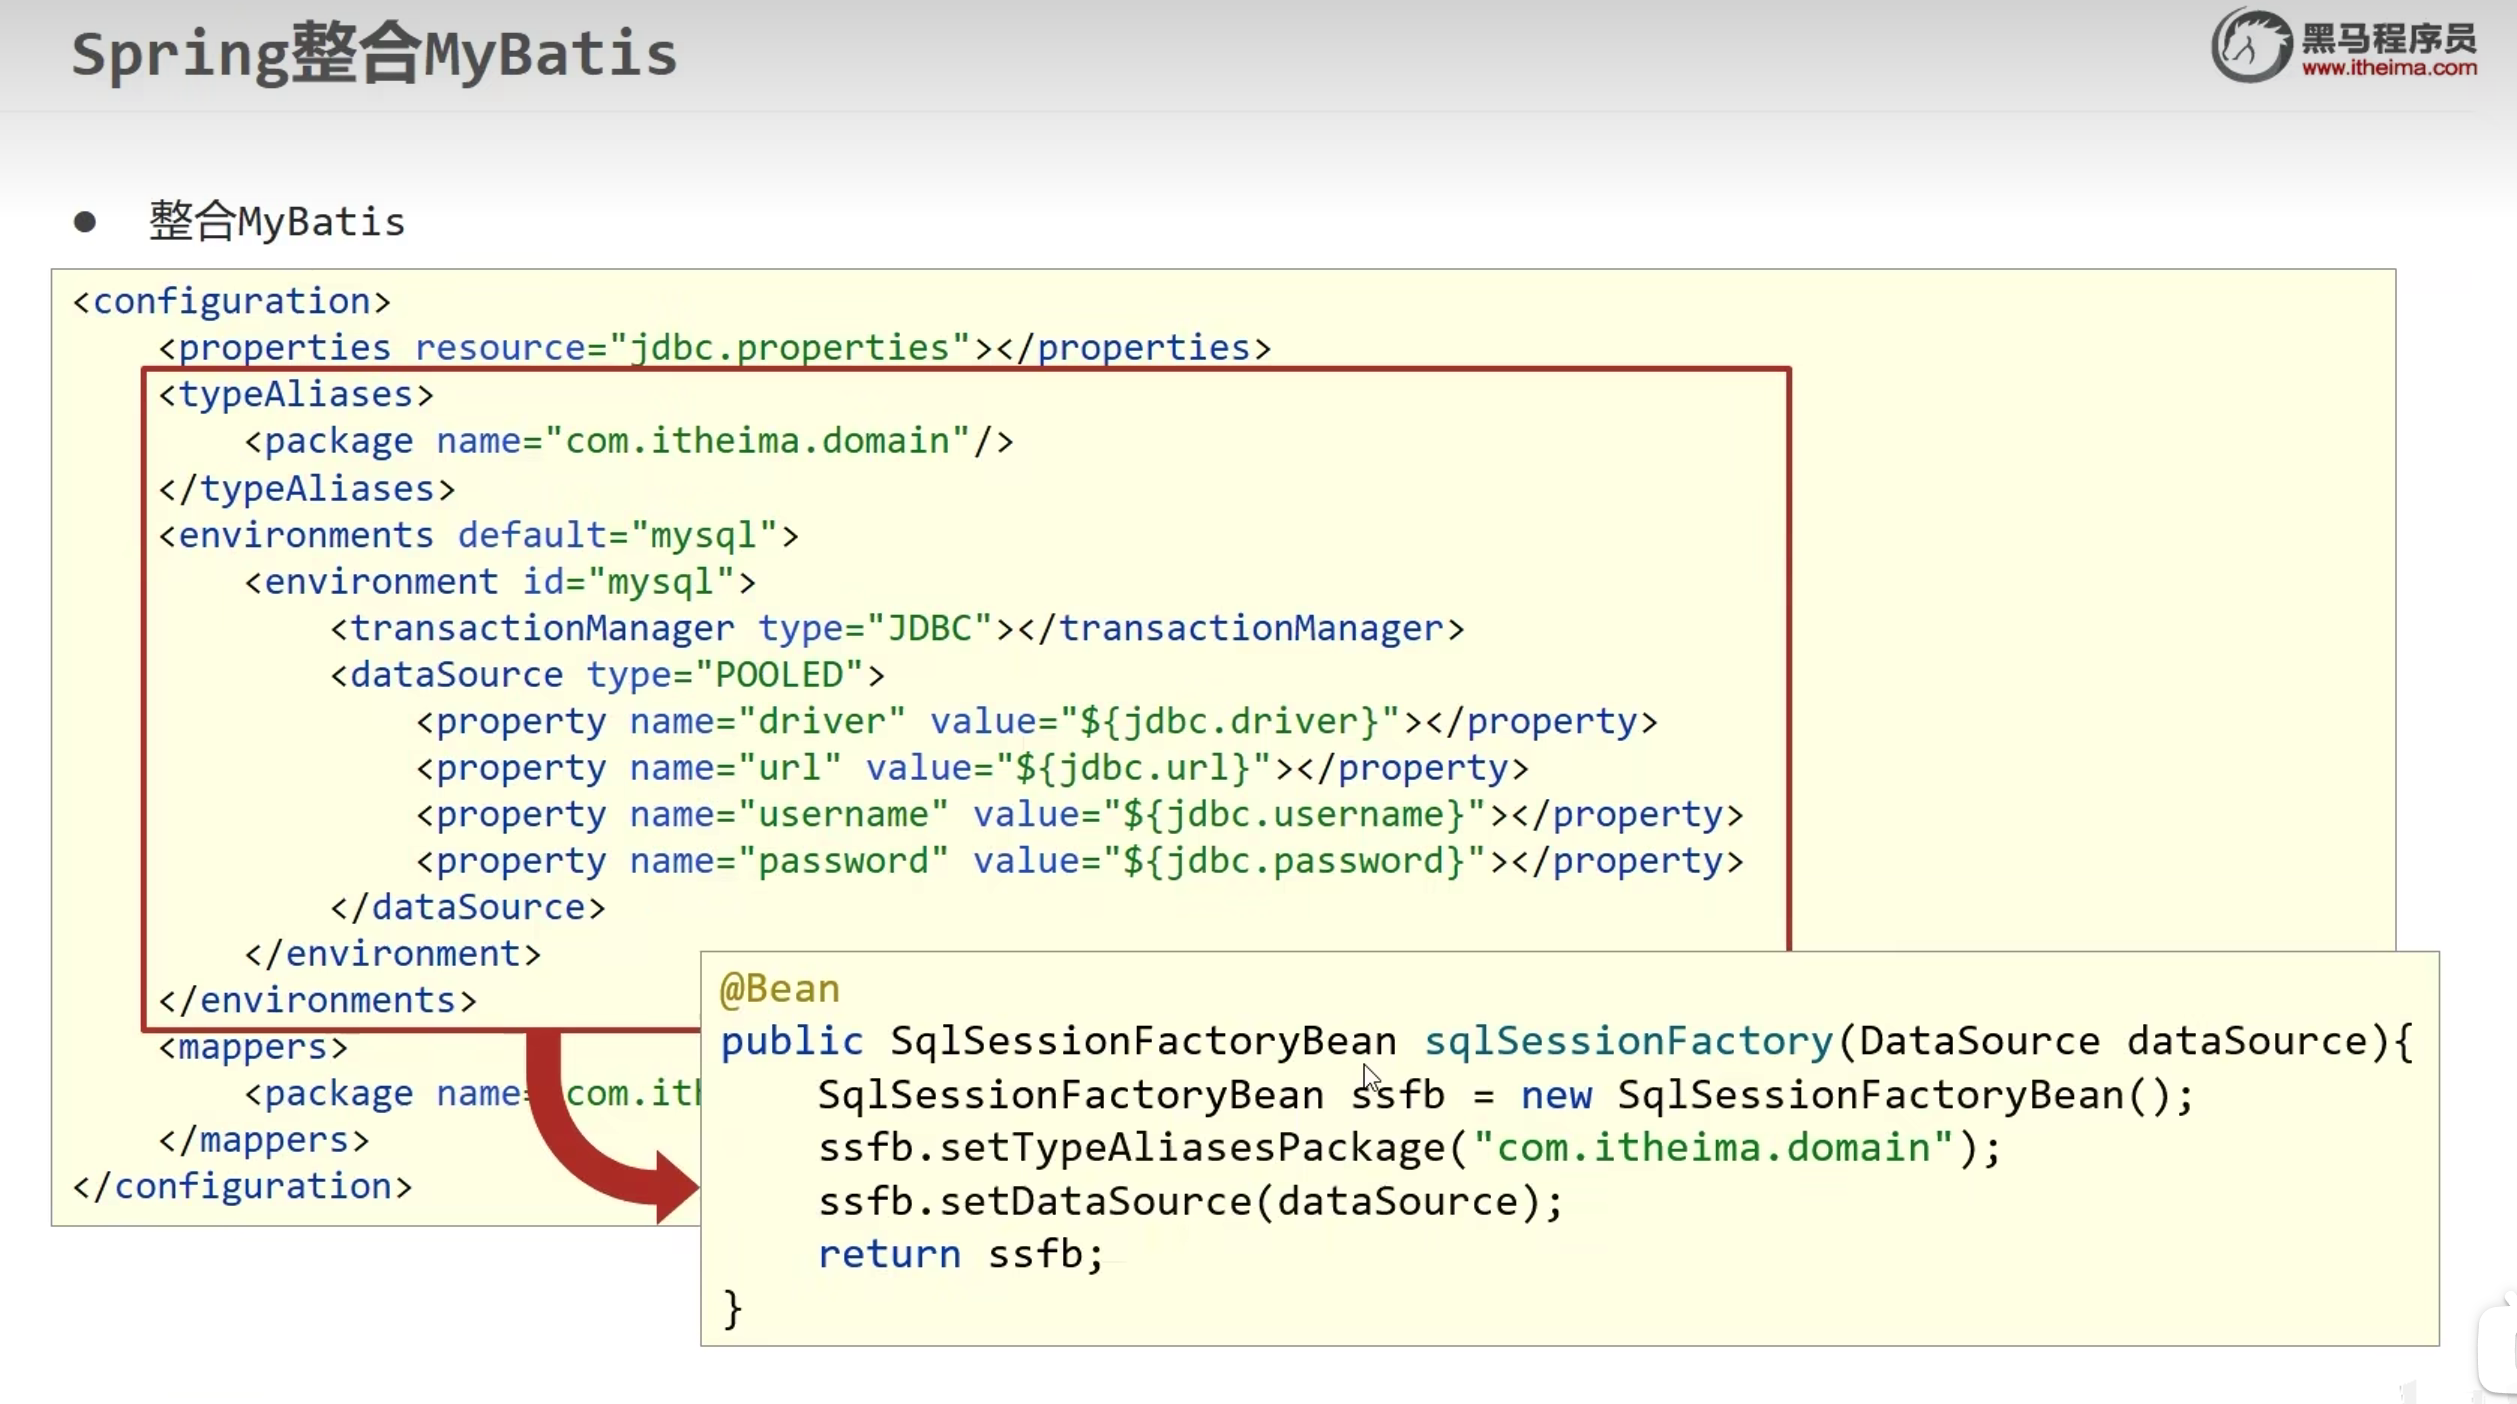 Spring整合MyBatis
黑马程序员
www.itheima.com
● 整合MyBatis
<configuration>
    <properties resource="jdbc.properties"></properties>
    <typeAliases>
        <package name="com.itheima.domain"/>
    </typeAliases>
    <environments default="mysql">
        <environment id="mysql">
            <transactionManager type="JDBC"></transactionManager>
            <dataSource type="POOLED">
                <property name="driver" value="${jdbc.driver}"></property>
                <property name="url" value="${jdbc.url}"></property>
                <property name="username" value="${jdbc.username}"></property>
                <property name="password" value="${jdbc.password}"></property>
            </dataSource>
        </environment>
    </environments>
    <mappers>
        <package name= com.ith
    </mappers>
</configuration>
@Bean
public SqlSessionFactoryBean sqlSessionFactory(DataSource dataSource){
    SqlSessionFactoryBean ssfb = new SqlSessionFactoryBean();
    ssfb.setTypeAliasesPackage("com.itheima.domain");
    ssfb.setDataSource(dataSource);
    return ssfb;
}